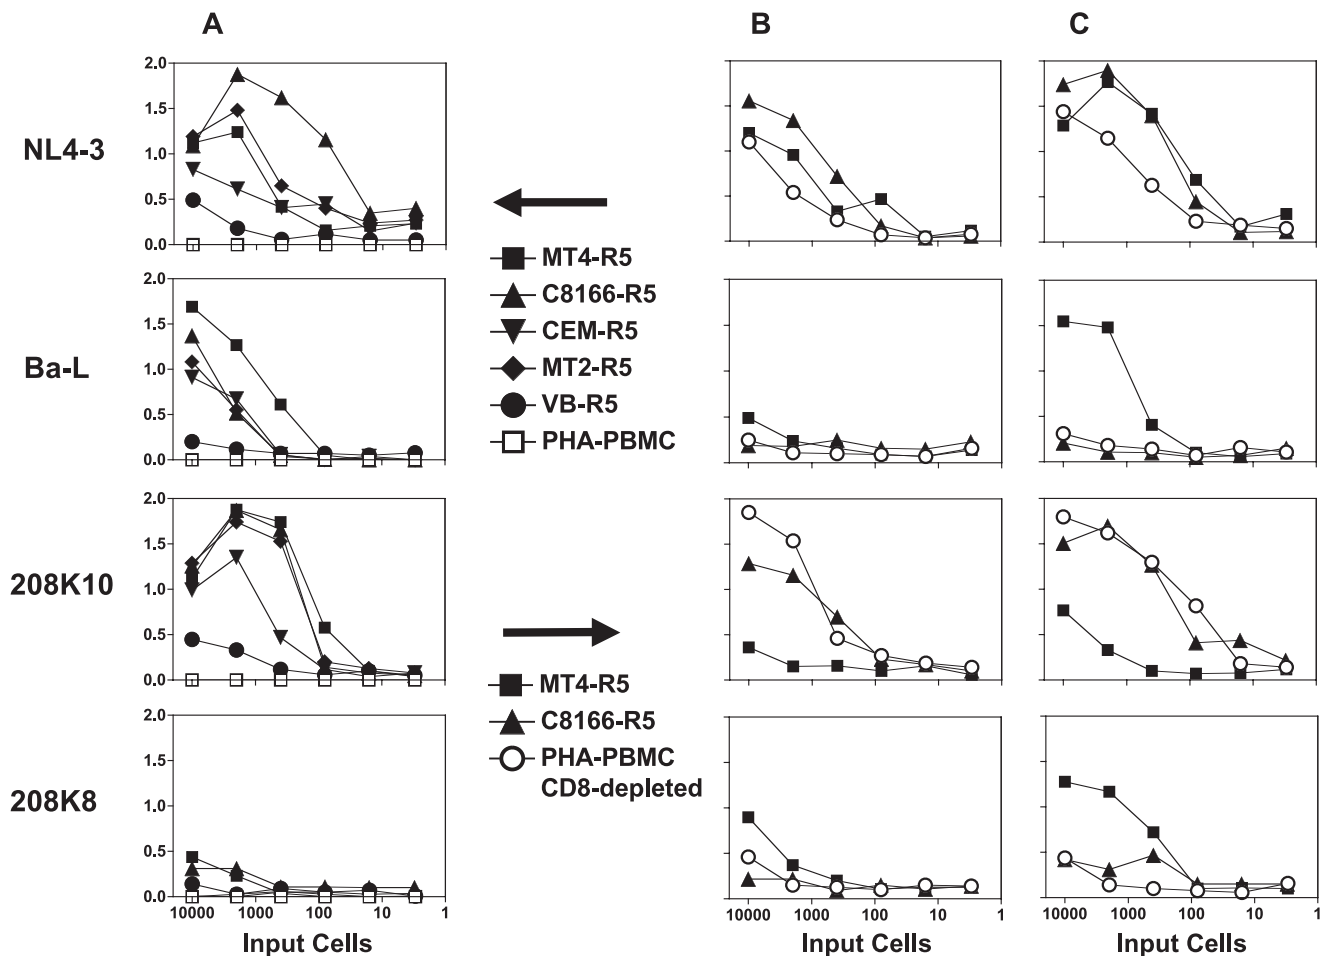 A
B
C
NL4-3
2.0
1.5
1.0
0.5
0.0
MT4-R5
C8166-R5
CEM-R5
MT2-R5
VB-R5
PHA-PBMC
Ba-L
2.0
1.5
1.0
0.5
0.0
10000 1000 100 10 1
10000 1000 100 10 1
208K10
2.0
1.5
1.0
0.5
0.0
MT4-R5
C8166-R5
PHA-PBMC
CD8-depleted
208K8
2.0
1.5
1.0
0.5
0.0
10000 1000 100 10 1
Input Cells
Input Cells
Input Cells